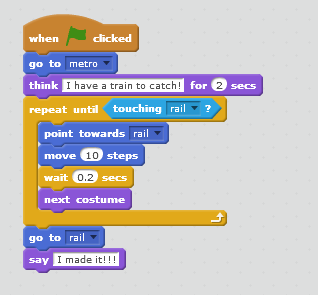 when clicked
go to metro
think I have a train to catch! for 2 secs
repeat until touching rail ?
point towards rail
move 10 steps
wait 0.2 secs
next costume
go to rail
say I made it!!!